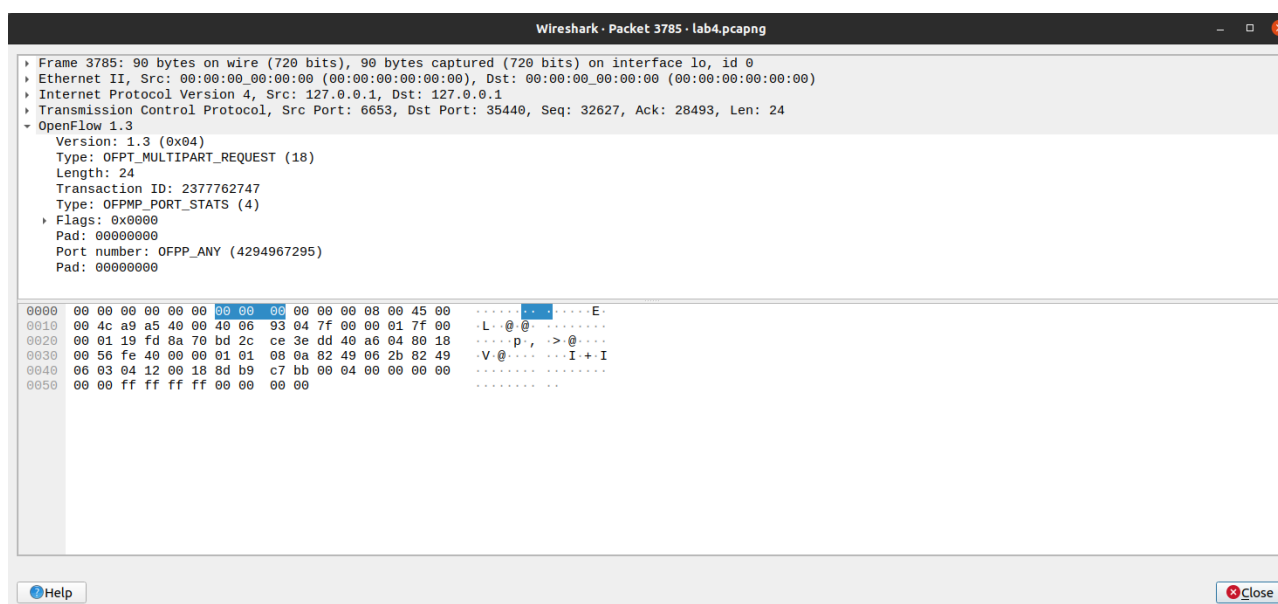 Wireshark · Packet 3785 · lab4.pcapng
Frame 3785: 90 bytes on wire (720 bits), 90 bytes captured (720 bits) on interface lo, id 0
Ethernet II, Src: 00:00:00_00:00:00 (00:00:00:00:00:00), Dst: 00:00:00_00:00:00 (00:00:00:00:00:00)
Internet Protocol Version 4, Src: 127.0.0.1, Dst: 127.0.0.1
Transmission Control Protocol, Src Port: 6653, Dst Port: 35440, Seq: 32627, Ack: 28493, Len: 24
OpenFlow 1.3
Version: 1.3 (0x04)
Type: OFPT_MULTIPART_REQUEST (18)
Length: 24
Transaction ID: 2377762747
Type: OFPMP_PORT_STATS (4)
Flags: 0x0000
Pad: 00000000
Port number: OFPP_ANY (4294967295)
Pad: 00000000
0000 00 00 00 00 00 00 00 00 00 00 00 00 08 00 45 00 ······ ·· ·····E·
0010 00 4c a9 a5 40 00 40 06 93 04 7f 00 00 01 7f 00 ·L··@·@· ········
0020 00 01 19 fd 8a 70 bd 2c ce 3e dd 40 a6 04 80 18 ·····p·, ·>·@····
0030 00 56 fe 40 00 00 01 01 08 0a 82 49 06 2b 82 49 ·V·@···· ···I·+·I
0040 06 03 04 12 00 18 8d b9 c7 bb 00 04 00 00 00 00 ········ ········
0050 00 00 ff ff ff ff 00 00 00 00 ········ ··
Help
Close